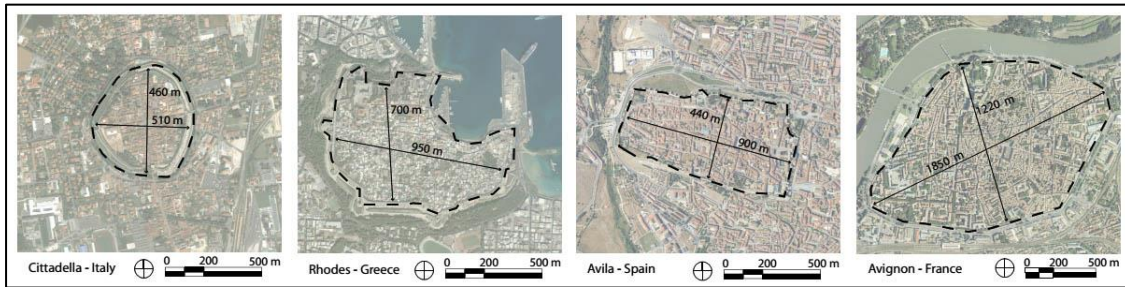 460 m
510 m
Cittadella - Italy
0 200 500 m
700 m
950 m
Rhodes - Greece
0 200 500 m
440 m
900 m
Avila - Spain
0 200 500 m
1220 m
1850 m
Avignon - France
0 200 500 m